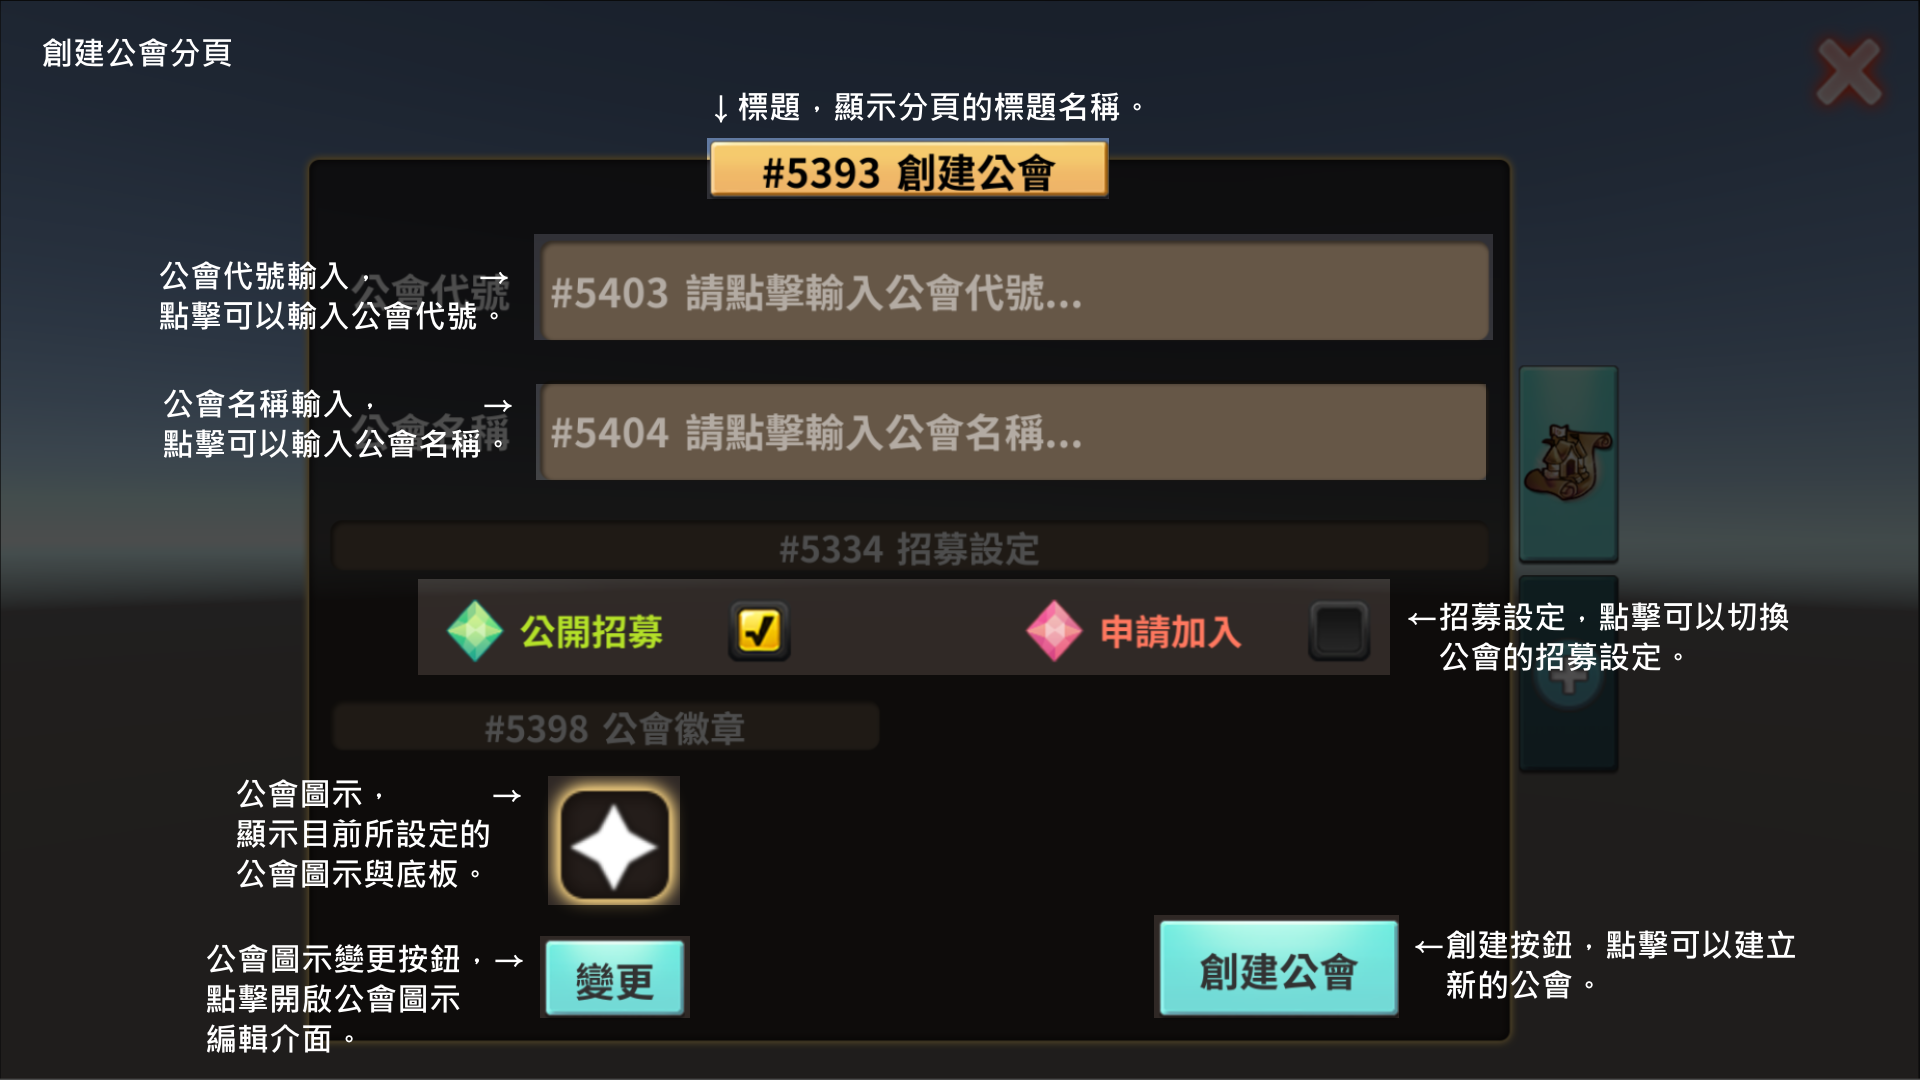 創建公會分頁
↓標題，顯示分頁的標題名稱。
#5393 創建公會
公會代號輸入， →
點擊可以輸入公會代號。
公會代號
#5403 請點擊輸入公會代號...
公會名稱輸入， →
點擊可以輸入公會名稱。
公會名稱
#5404 請點擊輸入公會名稱...
#5334 招募設定
公開招募
申請加入
←招募設定，點擊可以切換
公會的招募設定。
#5398 公會徽章
公會圖示， →
顯示目前所設定的
公會圖示與底板。
公會圖示變更按鈕，→
點擊開啟公會圖示
編輯介面。
變更
創建公會
←創建按鈕，點擊可以建立
新的公會。